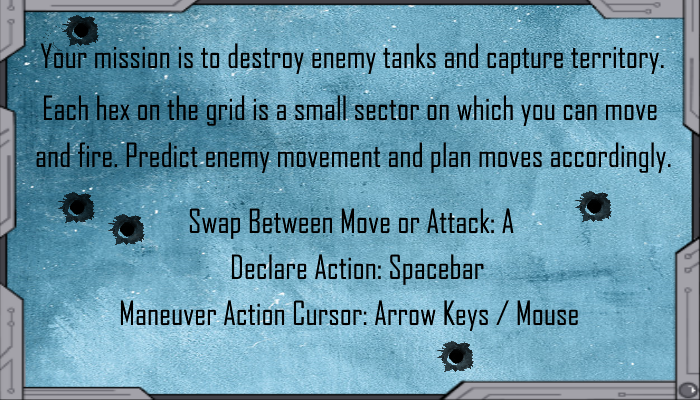 Your mission is to destroy enemy tanks and capture territory.
Each hex on the grid is a small sector on which you can move
and fire. Predict enemy movement and plan moves accordingly.
Swap Between Move or Attack: A
Declare Action: Spacebar
Maneuver Action Cursor: Arrow Keys / Mouse